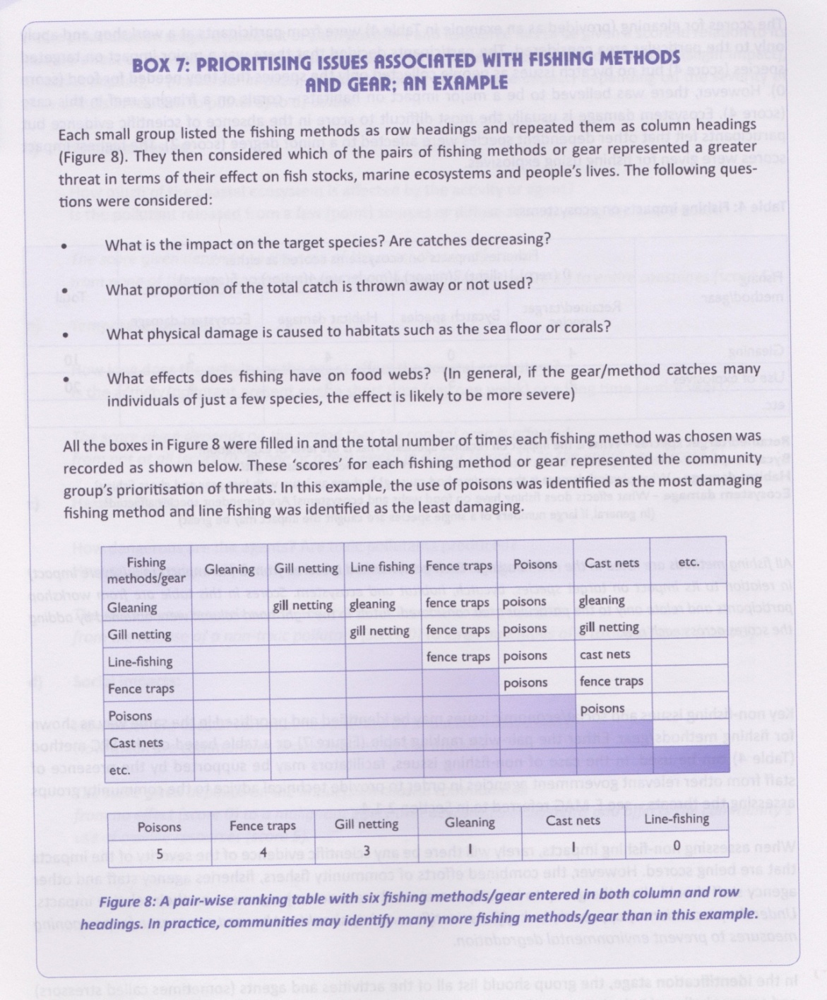 BOX 7: PRIORITISING ISSUES ASSOCIATED WITH FISHING METHODS
AND GEAR; AN EXAMPLE
Each small group listed the fishing methods as row headings and repeated them as column headings
(Figure 8). They then considered which of the pairs of fishing methods or gear represented a greater
threat in terms of their effect on fish stocks, marine ecosystems and people's lives. The following ques-
tions were considered:
• What is the impact on the target species? Are catches decreasing?
• What proportion of the total catch is thrown away or not used?
• What physical damage is caused to habitats such as the sea floor or corals?
• What effects does fishing have on food webs? (In general, if the gear/method catches many
individuals of just a few species, the effect is likely to be more severe)
All the boxes in Figure 8 were filled in and the total number of times each fishing method was chosen was
recorded as shown below. These 'scores' for each fishing method or gear represented the community
group's prioritisation of threats. In this example, the use of poisons was identified as the most damaging
fishing method and line fishing was identified as the least damaging.
Fishing methods/gear Gleaning Gill netting Line fishing Fence traps Poisons Cast nets etc.
Gleaning gill netting gleaning fence traps poisons gleaning
Gill netting gill netting fence traps poisons gill netting
Line-fishing fence traps poisons cast nets
Fence traps poisons fence traps
Poisons poisons
Cast nets
etc.
Poisons Fence traps Gill netting Gleaning Cast nets Line-fishing
5 4 3 1 1 0
Figure 8: A pair-wise ranking table with six fishing methods/gear entered in both column and row
headings. In practice, communities may identify many more fishing methods/gear than in this example.